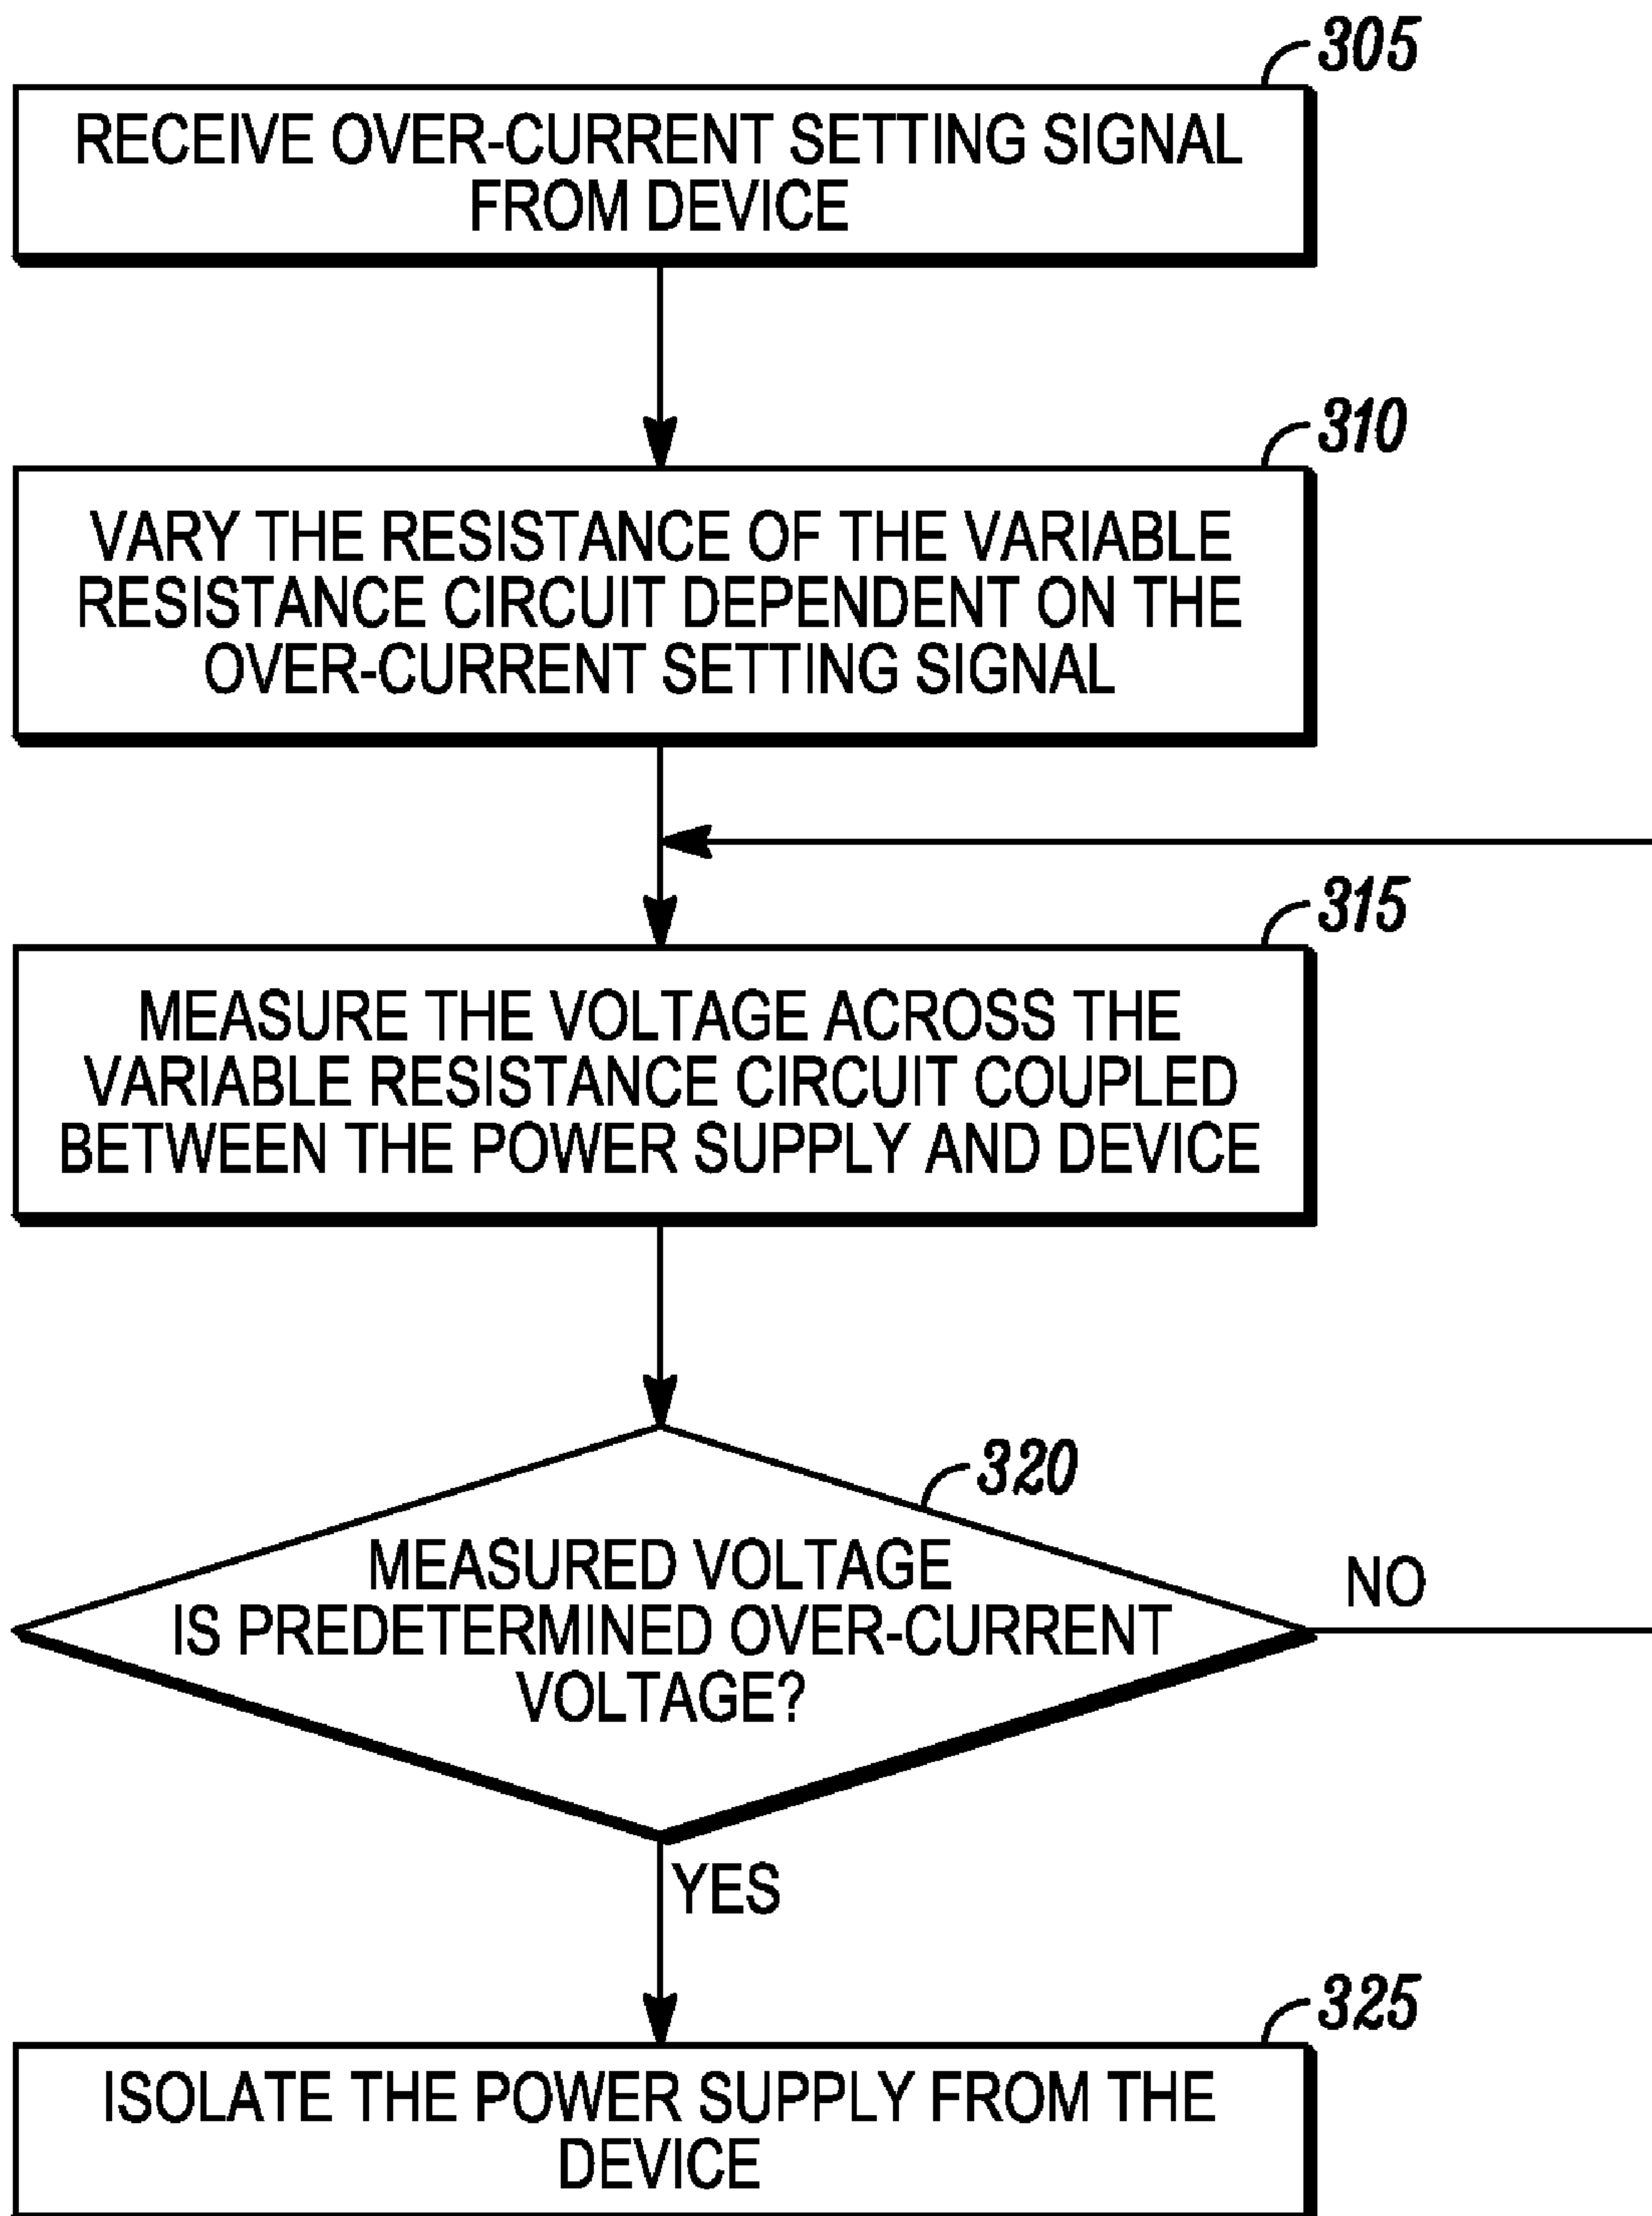 305
RECEIVE OVER-CURRENT SETTING SIGNAL
FROM DEVICE
310
VARY THE RESISTANCE OF THE VARIABLE
RESISTANCE CIRCUIT DEPENDENT ON THE
OVER-CURRENT SETTING SIGNAL
315
MEASURE THE VOLTAGE ACROSS THE
VARIABLE RESISTANCE CIRCUIT COUPLED
BETWEEN THE POWER SUPPLY AND DEVICE
320
MEASURED VOLTAGE
IS PREDETERMINED OVER-CURRENT
VOLTAGE?
NO
YES
325
ISOLATE THE POWER SUPPLY FROM THE
DEVICE